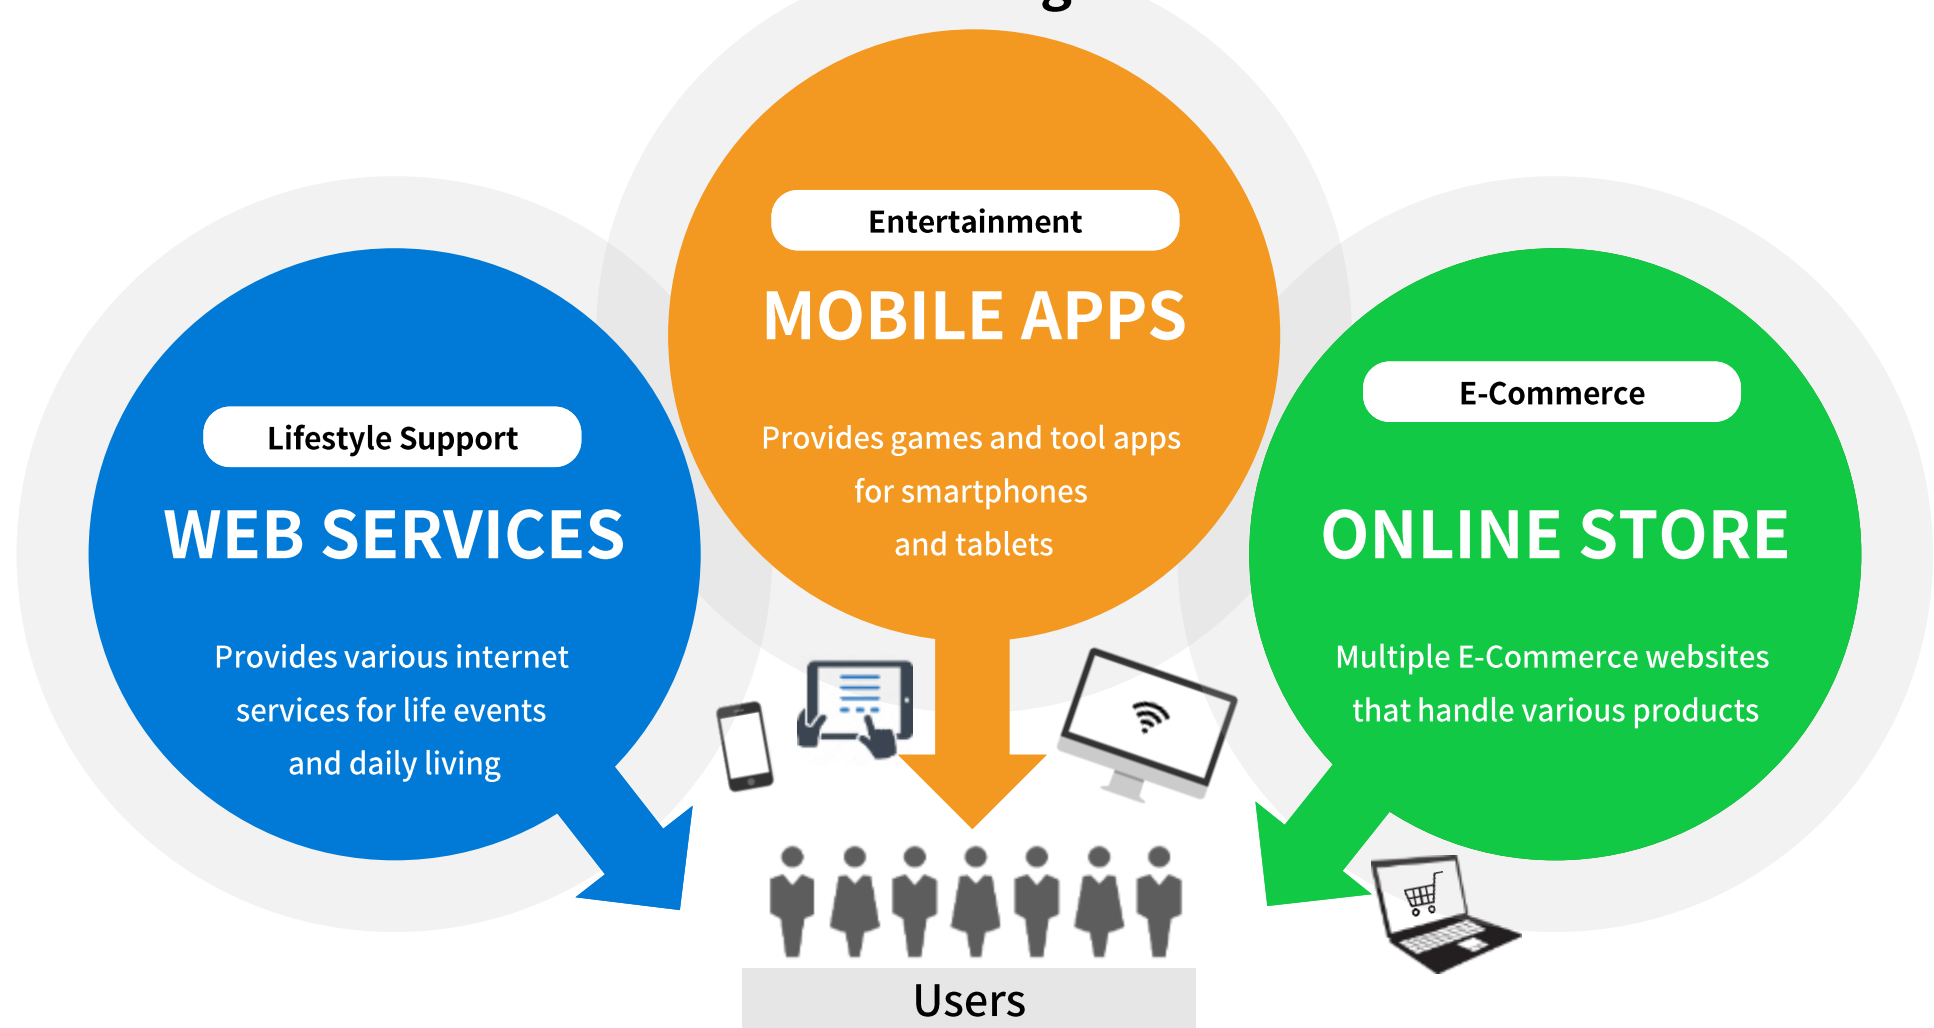 Entertainment
MOBILE APPS
Provides games and tool apps
for smartphones
and tablets
Lifestyle Support
WEB SERVICES
Provides various internet
services for life events
and daily living
E-Commerce
ONLINE STORE
Multiple E-Commerce websites
that handle various products
Users